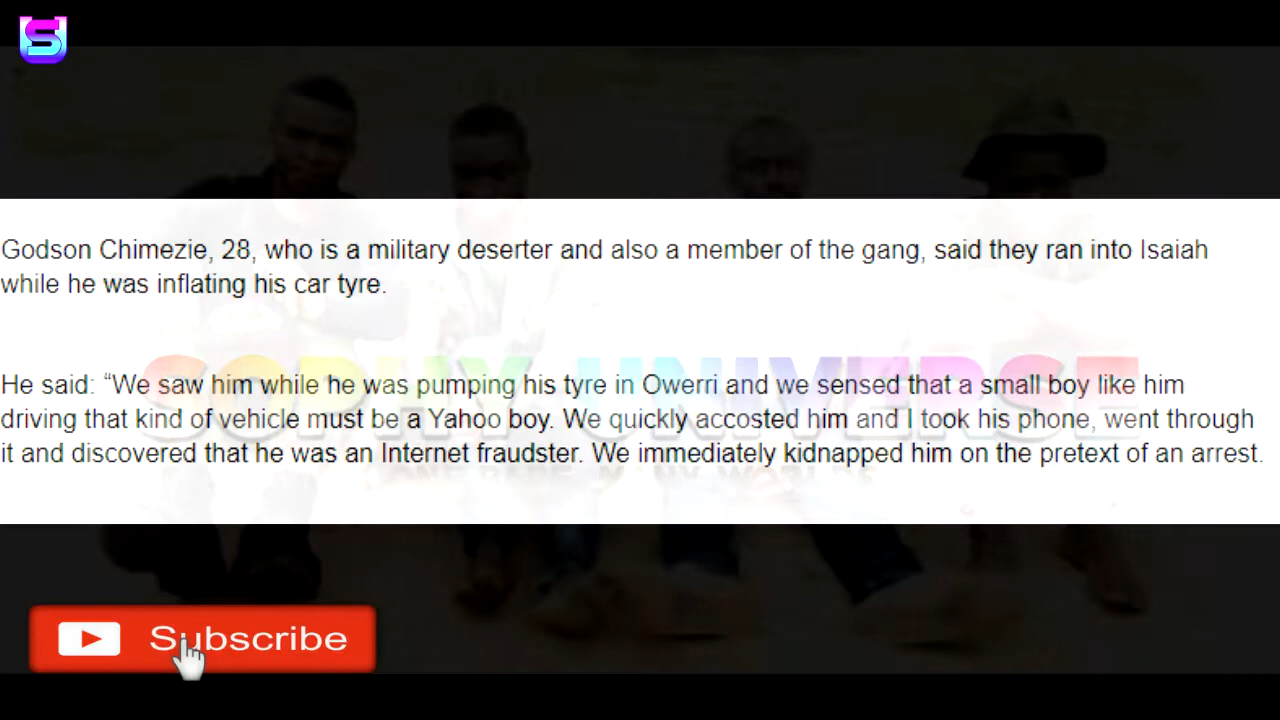 S
Godson Chimezie, 28, who is a military deserter and also a member of the gang, said they ran into Isaiah
while he was inflating his car tyre.
SOPHY UNIVERSE
He said: “We saw him while he was pumping his tyre in Owerri and we sensed that a small boy like him
driving that kind of vehicle must be a Yahoo boy. We quickly accosted him and I took his phone, went through
it and discovered that he was an Internet fraudster. We immediately kidnapped him on the pretext of an arrest.
Subscribe